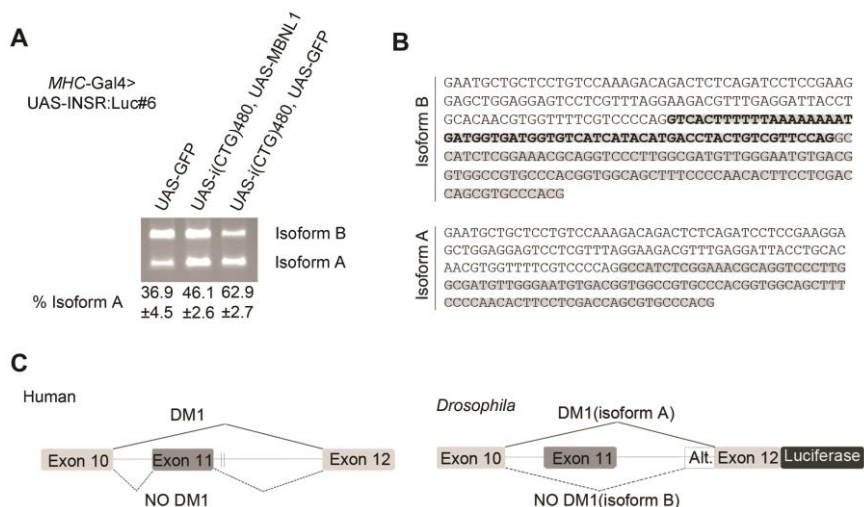 A
MHC-Gal4>
UAS-INSR:Luc#6
UAS-GFP
UAS-i(CTG)480, UAS-MBNL1
UAS-i(CTG)480, UAS-GFP
Isoform B
Isoform A
% Isoform A
36.9 46.1 62.9
±4.5 ±2.6 ±2.7
B
Isoform B
GAATGCTGCTCCTGTCCAAAGACAGACTCTCAGATCCTCCGAAG
GAGCTGGAGGAGTCCTCGTTTAGGAAGACGTTTGAGGATTACCT
GCACAACGTGGTTTTCGTCCCCAGGTCACTTTTTTAAAAAAAAT
GATGGTGATGGTGTCATCATACATGACCTACTGTCGTTCCAGGC
CATCTCGGAAACGCAGGTCCCTTGGCGATGTTGGGAATGTGACG
GTGGCCGTGCCCACGGTGGCAGCTTTCCCCAACACTTCCTCGAC
CAGCGTGCCCACG
Isoform A
GAATGCTGCTCCTGTCCAAAGACAGACTCTCAGATCCTCCGAAGGA
GCTGGAGGAGTCCTCGTTTAGGAAGACGTTTGAGGATTACCTGCAC
AACGTGGTTTTCGTCCCCAGGCCATCTCGGAAACGCAGGTCCCTTG
GCGATGTTGGGAATGTGACGGTGGCCGTGCCCACGGTGGCAGCTTT
CCCCAACACTTCCTCGACCAGCGTGCCCACG
C
Human
DM1
Exon 10
Exon 11
Exon 12
NO DM1
Drosophila
DM1(isoform A)
Exon 10
Exon 11
Alt.
Exon 12
Luciferase
NO DM1(isoform B)